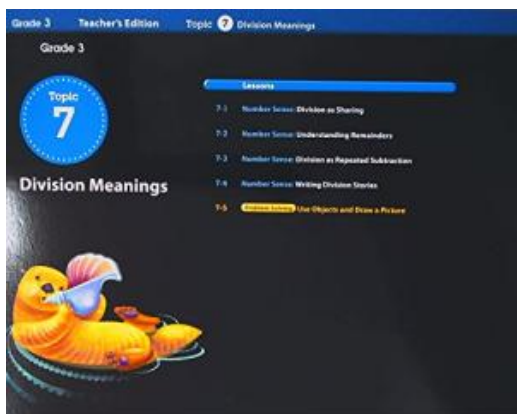 Grade 3 Teacher's Edition Topic 7 Division Meanings
Grade 3
Topic
7
Division Meanings
Lessons
7-1 Number Sense: Division as Sharing
7-2 Number Sense: Understanding Remainders
7-3 Number Sense: Division as Repeated Subtraction
7-4 Number Sense: Writing Division Stories
7-5 Problem Solving Use Objects and Draw a Picture